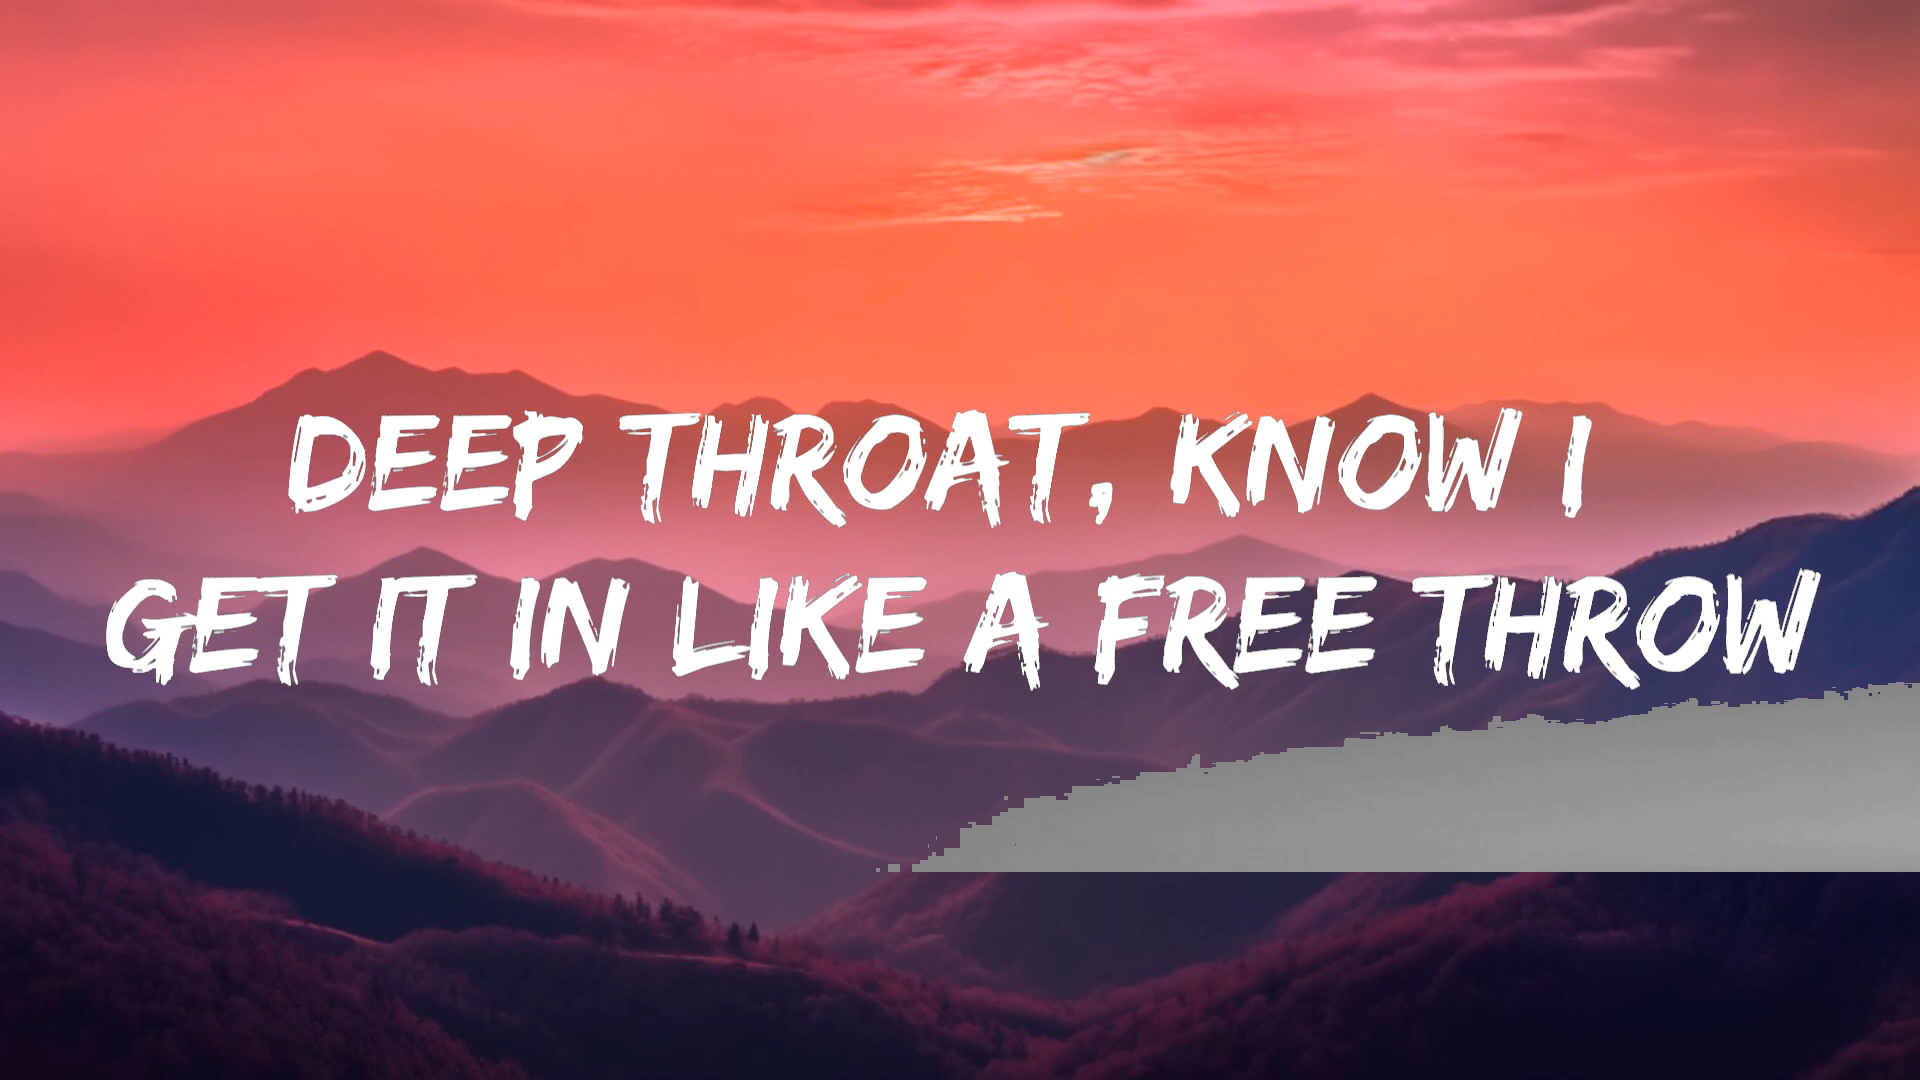 DEEP THROAT, KNOW I
GET IT IN LIKE A FREE THROW